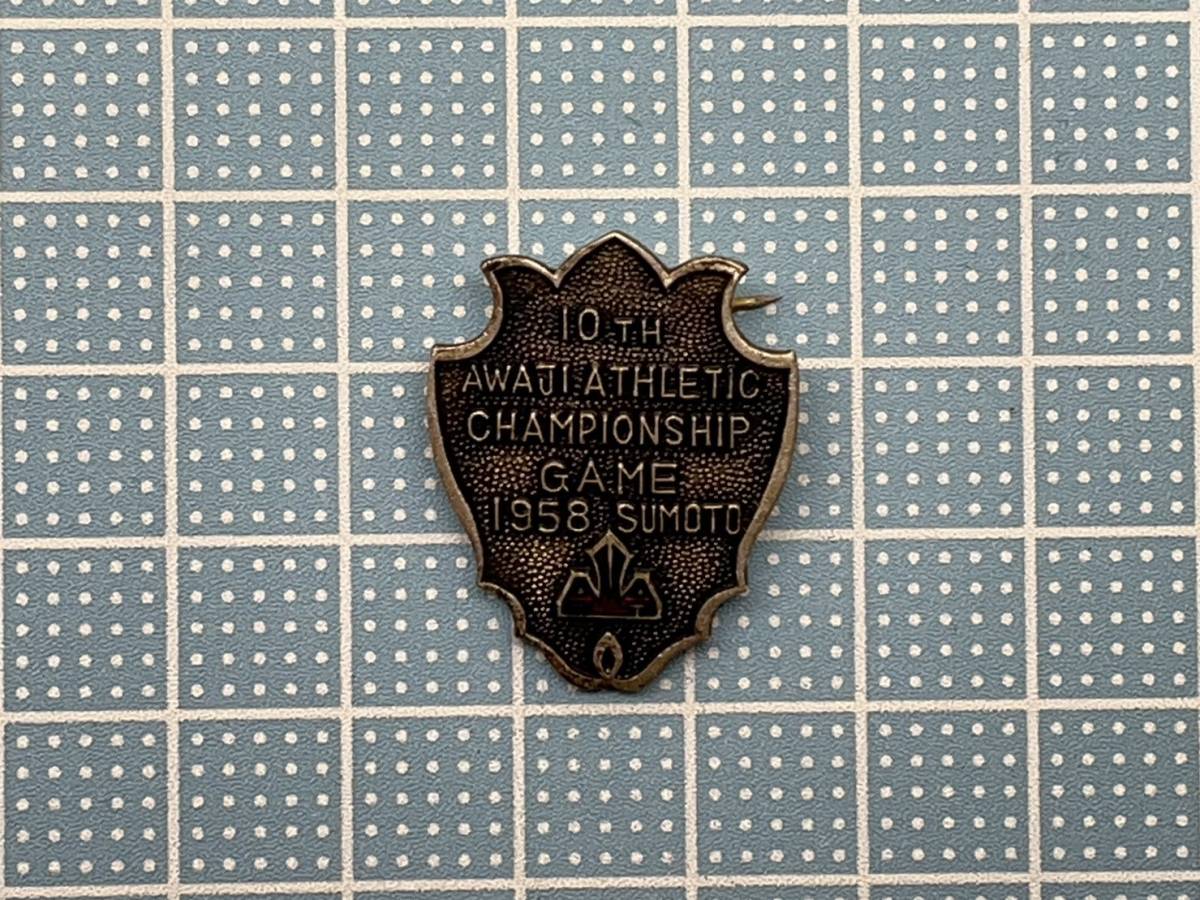 10TH
AWAJI ATHLETIC
CHAMPIONSHIP
GAME
1958 SUMOTO